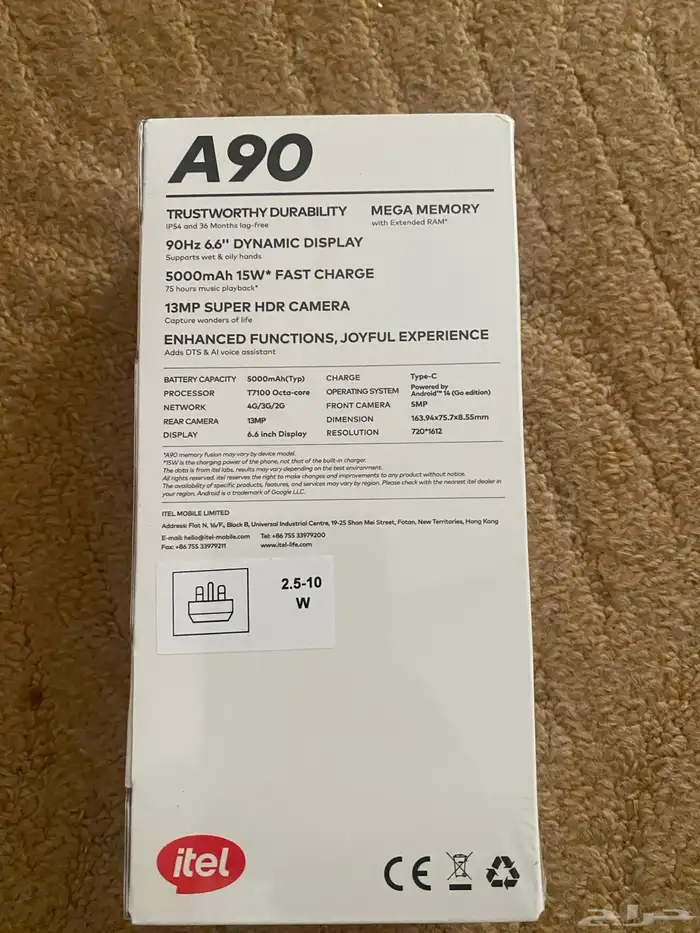 A90
TRUSTWORTHY DURABILITY MEGA MEMORY
IP54 and 36 Months lag-free with Extended RAM*
90Hz 6.6" DYNAMIC DISPLAY
Supports wet & oily hands
5000mAh 15W* FAST CHARGE
75 hours music playback*
13MP SUPER HDR CAMERA
Capture wonders of life
ENHANCED FUNCTIONS, JOYFUL EXPERIENCE
Adds DTS & AI voice assistant
BATTERY CAPACITY 5000mAh(Typ) CHARGE Type-C
PROCESSOR T7100 Octa-core OPERATING SYSTEM Powered by
Android™ 14 (Go edition)
NETWORK 4G/3G/2G FRONT CAMERA 5MP
REAR CAMERA 13MP DIMENSION 163.94x75.7x8.55mm
DISPLAY 6.6 inch Display RESOLUTION 720*1612
*A90 memory fusion may vary by device model.
*15W is the charging power of the phone, not that of the built-in charger.
The data is from itel labs, results may vary depending on the test environment.
All rights reserved. itel reserves the right to make changes and improvements to any product without notice.
The availability of specific products, features, and services may vary by region. Please check with the nearest itel dealer in
your region. Android is a trademark of Google LLC.
ITEL MOBILE LIMITED
Address: Flat N, 16/F., Block B, Universal Industrial Centre, 19-25 Shan Mei Street, Fotan, New Territories, Hong Kong
E-mail: hello@itel-mobile.com Tel: +86 755 33979200
Fax: +86 755 33979211 www.itel-life.com
2.5-10
W
itel
CE
حراج